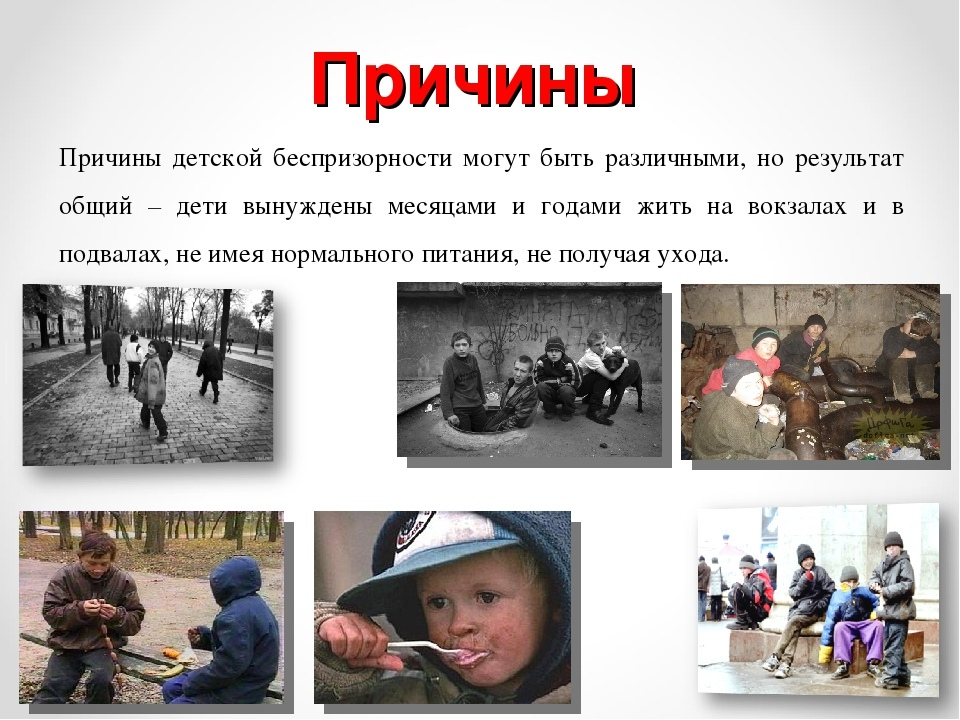 Причины
Причины детской беспризорности могут быть различными, но результат
общий – дети вынуждены месяцами и годами жить на вокзалах и в
подвалах, не имея нормального питания, не получая ухода.